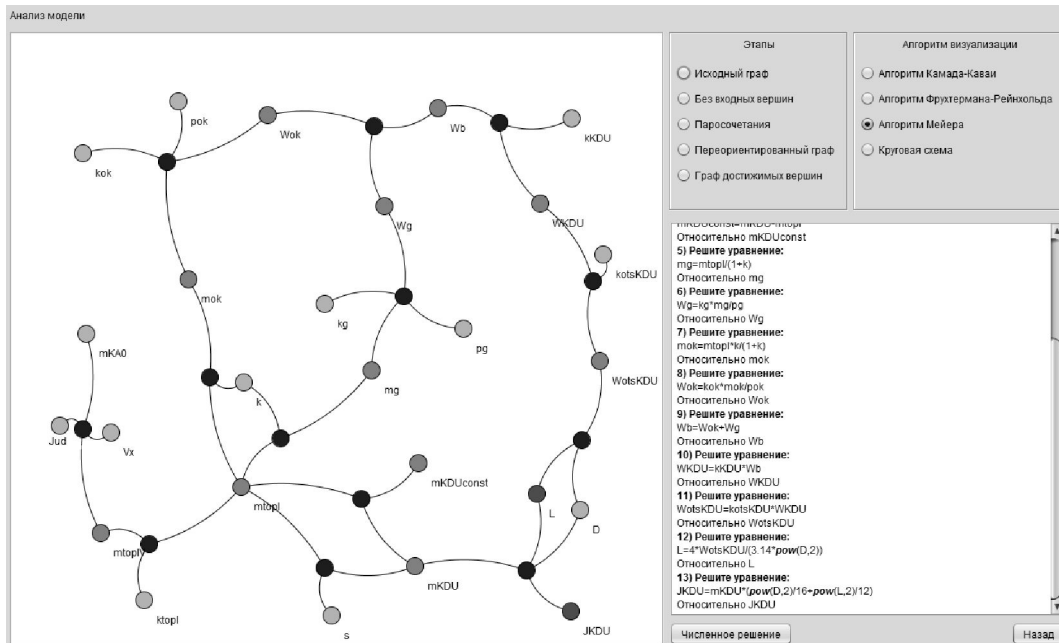 Анализ модели
Этапы
Исходный граф
Без входных вершин
Паросочетания
Переориентированный граф
Граф достижимых вершин
Алгоритм визуализации
Алгоритм Камада-Каваи
Алгоритм Фрухтермана-Рейнхольда
Алгоритм Мейера
Круговая схема
pok
kok
Wok
Wb
kKDU
Wg
WKDU
kotsKDU
mok
kg
pg
WotsKDU
mKA0
mg
k
Jud
Vx
mKDUconst
mtopl
L
D
mtoplV
mKDU
ktopl
s
JKDU
mKDUconst=mKDU-mtopl
Относительно mKDUconst
5) Решите уравнение:
mg=mtopl/(1+k)
Относительно mg
6) Решите уравнение:
Wg=kg*mg/pg
Относительно Wg
7) Решите уравнение:
mok=mtopl*k/(1+k)
Относительно mok
8) Решите уравнение:
Wok=kok*mok/pok
Относительно Wok
9) Решите уравнение:
Wb=Wok+Wg
Относительно Wb
10) Решите уравнение:
WKDU=kKDU*Wb
Относительно WKDU
11) Решите уравнение:
WotsKDU=kotsKDU*WKDU
Относительно WotsKDU
12) Решите уравнение:
L=4*WotsKDU/(3.14*pow(D,2))
Относительно L
13) Решите уравнение:
JKDU=mKDU*(pow(D,2)/16+pow(L,2)/12)
Относительно JKDU
Численное решение
Назад